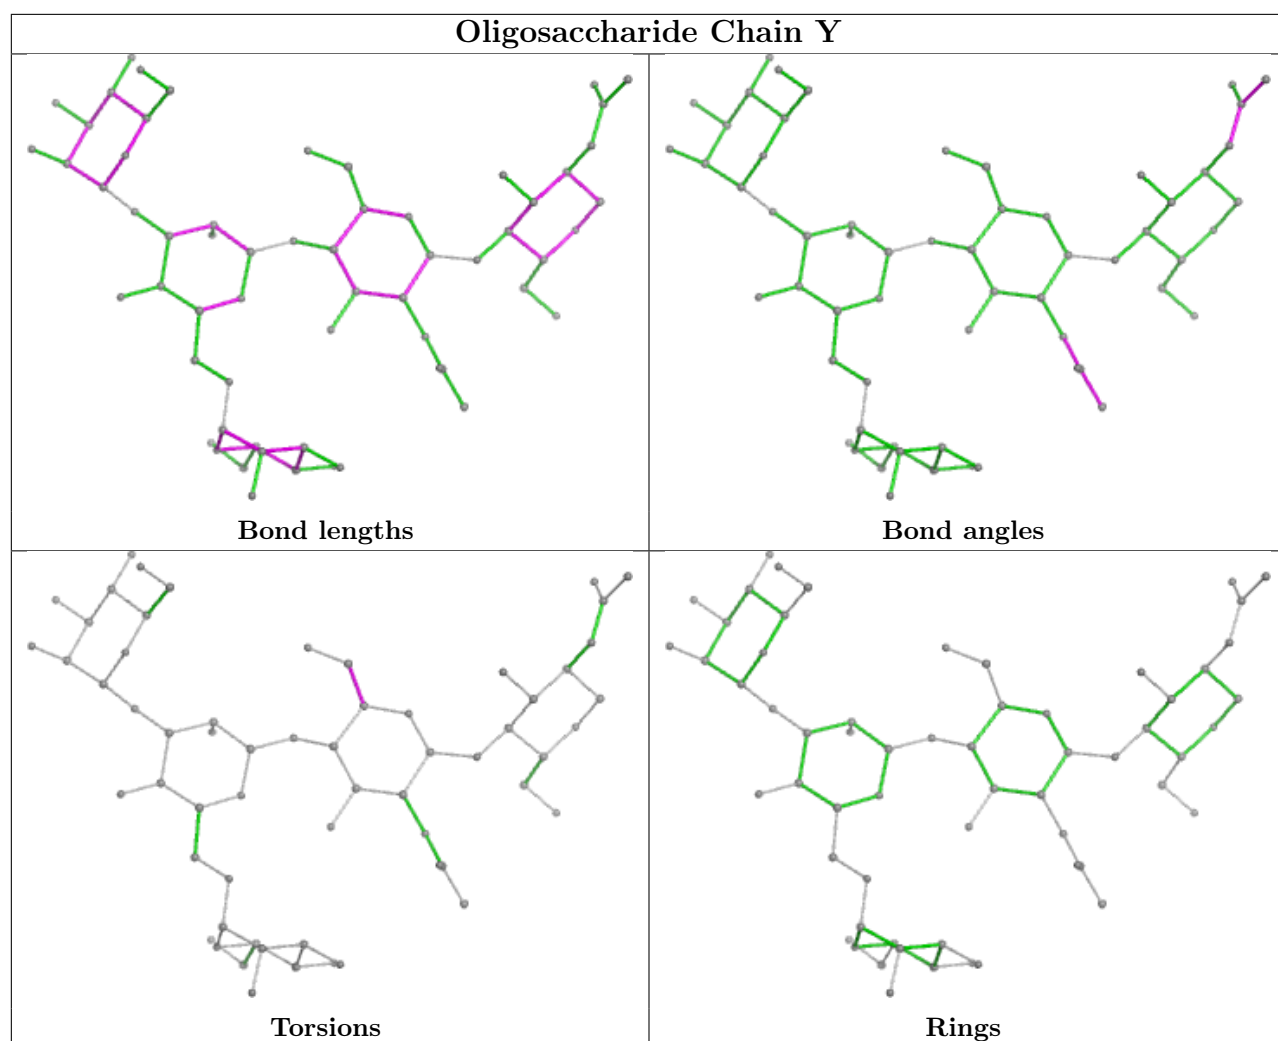 Oligosaccharide Chain Y
Bond lengths
Bond angles
Torsions
Rings